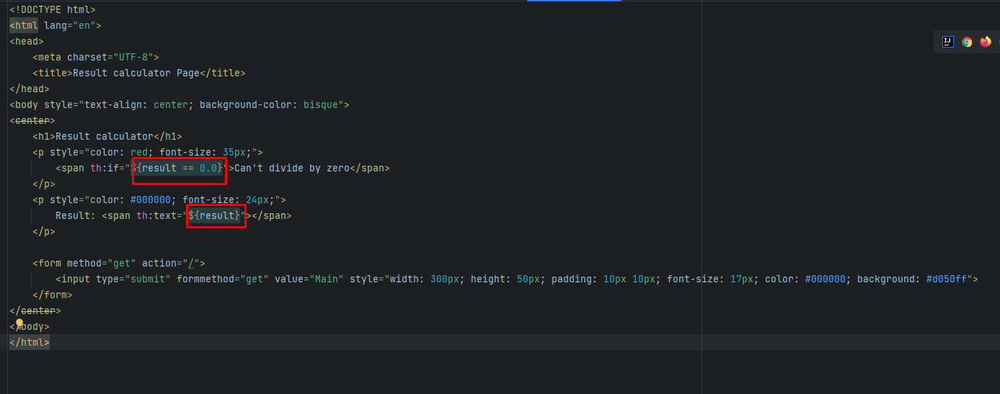 <!DOCTYPE html>
<html lang="en">
<head>
    <meta charset="UTF-8">
    <title>Result calculator Page</title>
</head>
<body style="text-align: center; background-color: bisque">
<center>
    <h1>Result calculator</h1>
    <p style="color: red; font-size: 35px;">
        <span th:if="${result == 0.0}">Can't divide by zero</span>
    </p>
    <p style="color: #000000; font-size: 24px;">
        Result: <span th:text="${result}"></span>
    </p>

    <form method="get" action="/">
        <input type="submit" formmethod="get" value="Main" style="width: 300px; height: 50px; padding: 10px 10px; font-size: 17px; color: #000000; background: #d050ff">
    </form>
</center>
</body>
</html>